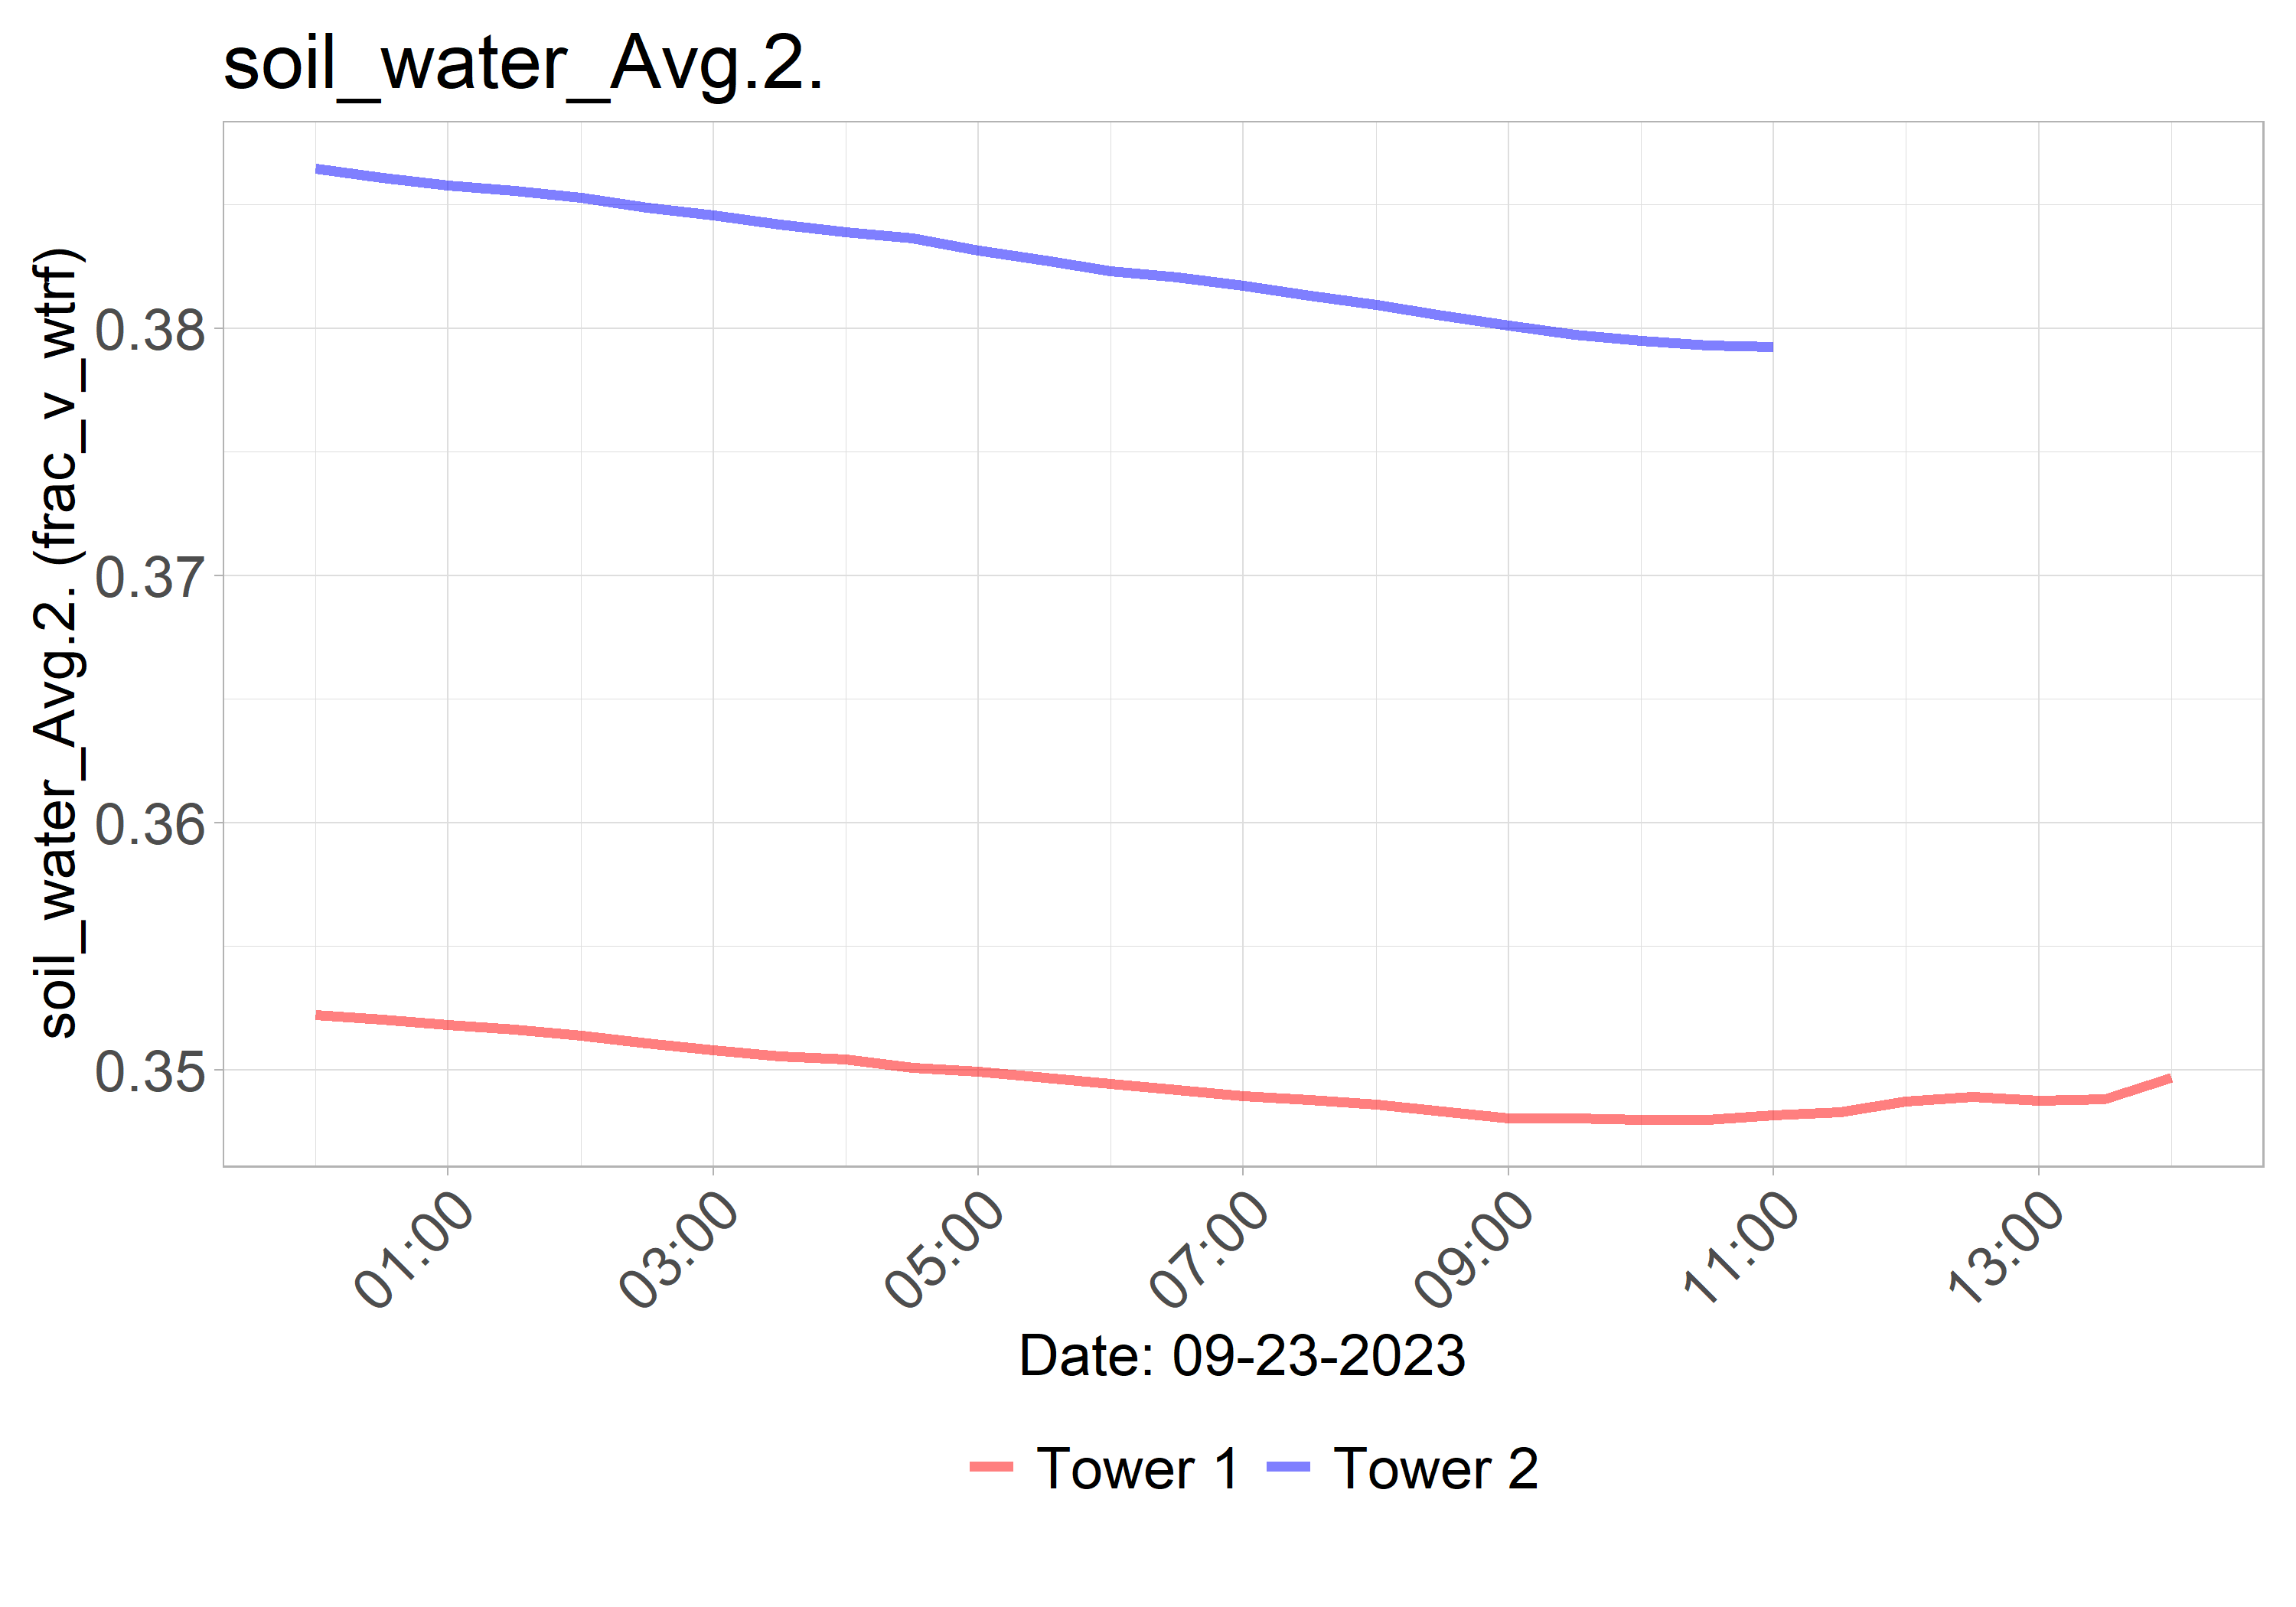 soil_water_Avg.2.
soil_water_Avg.2. (frac_v_wtrf)
0.38
0.37
0.36
0.35
01:00
03:00
05:00
07:00
09:00
11:00
13:00
Date: 09-23-2023
Tower 1
Tower 2